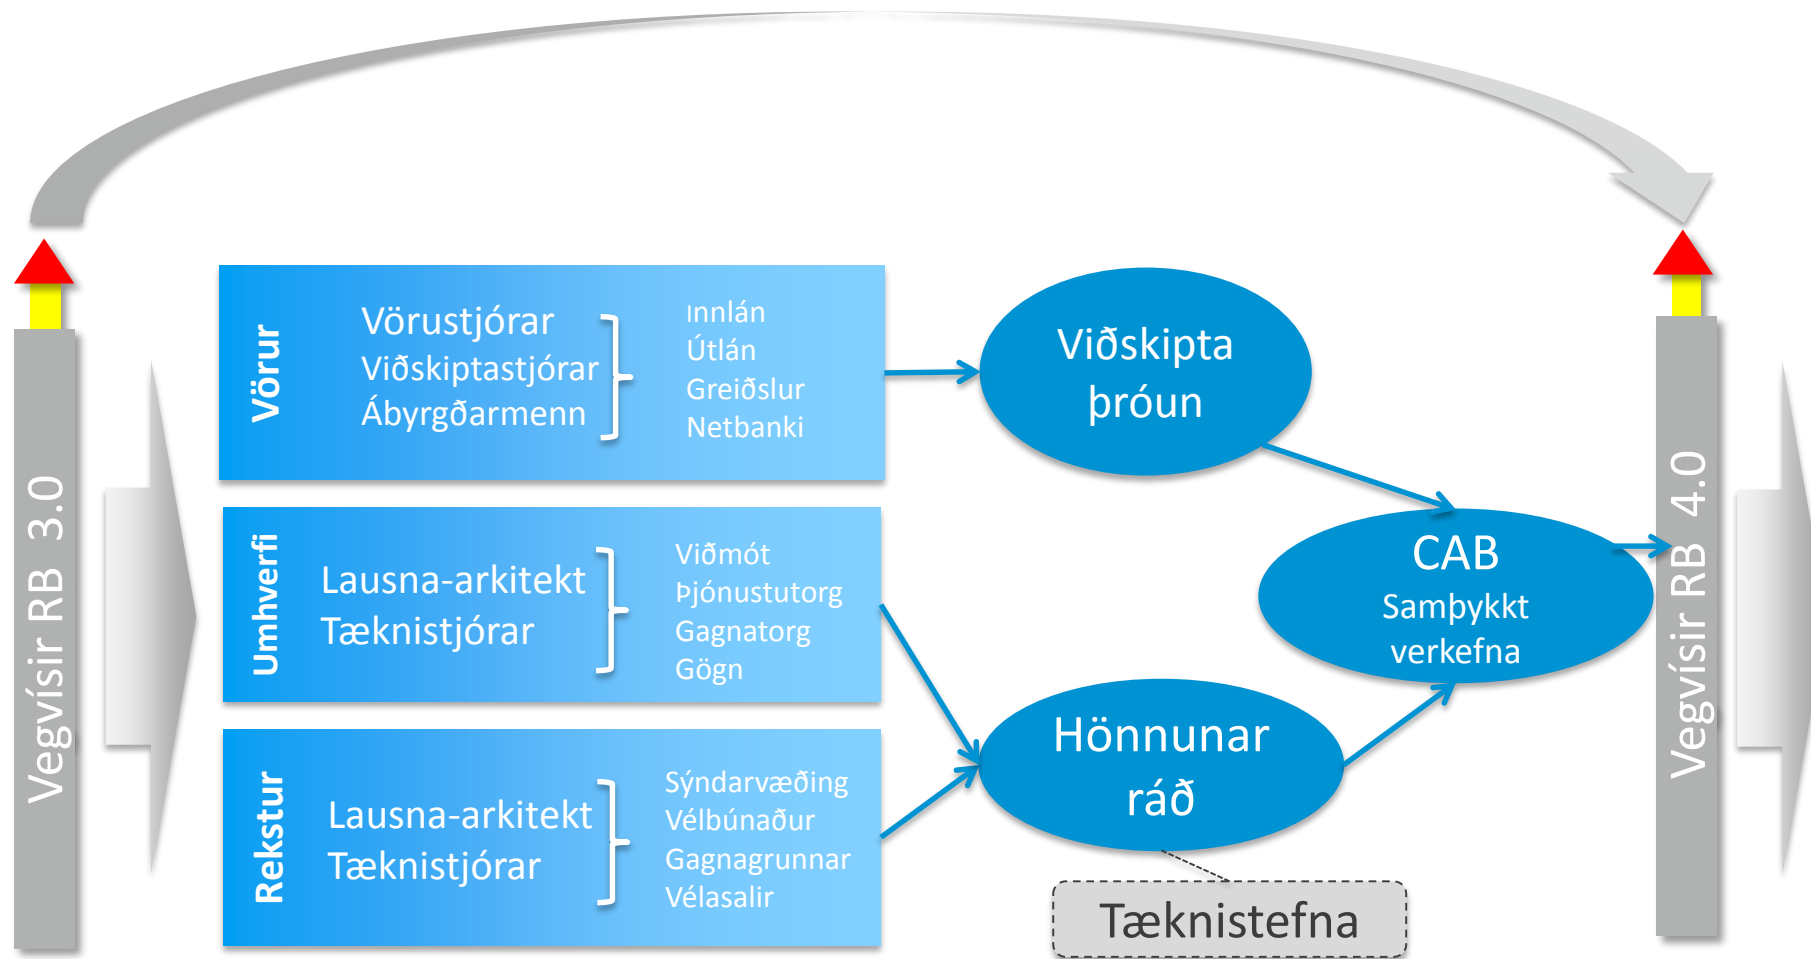 Vegvísir RB 3.0
Vörur
Vörustjórar
Viðskiptastjórar
Ábyrgðarmenn
Innlán
Útlán
Greiðslur
Netbanki
Umhverfi
Lausna-arkitekt
Tæknistjórar
Viðmót
Þjónustutorg
Gagnatorg
Gögn
Rekstur
Lausna-arkitekt
Tæknistjórar
Sýndarvæðing
Vélbúnaður
Gagnagrunnar
Vélasalir
Viðskipta
þróun
Hönnunar
ráð
Tæknistefna
CAB
Samþykkt
verkefna
Vegvísir RB 4.0